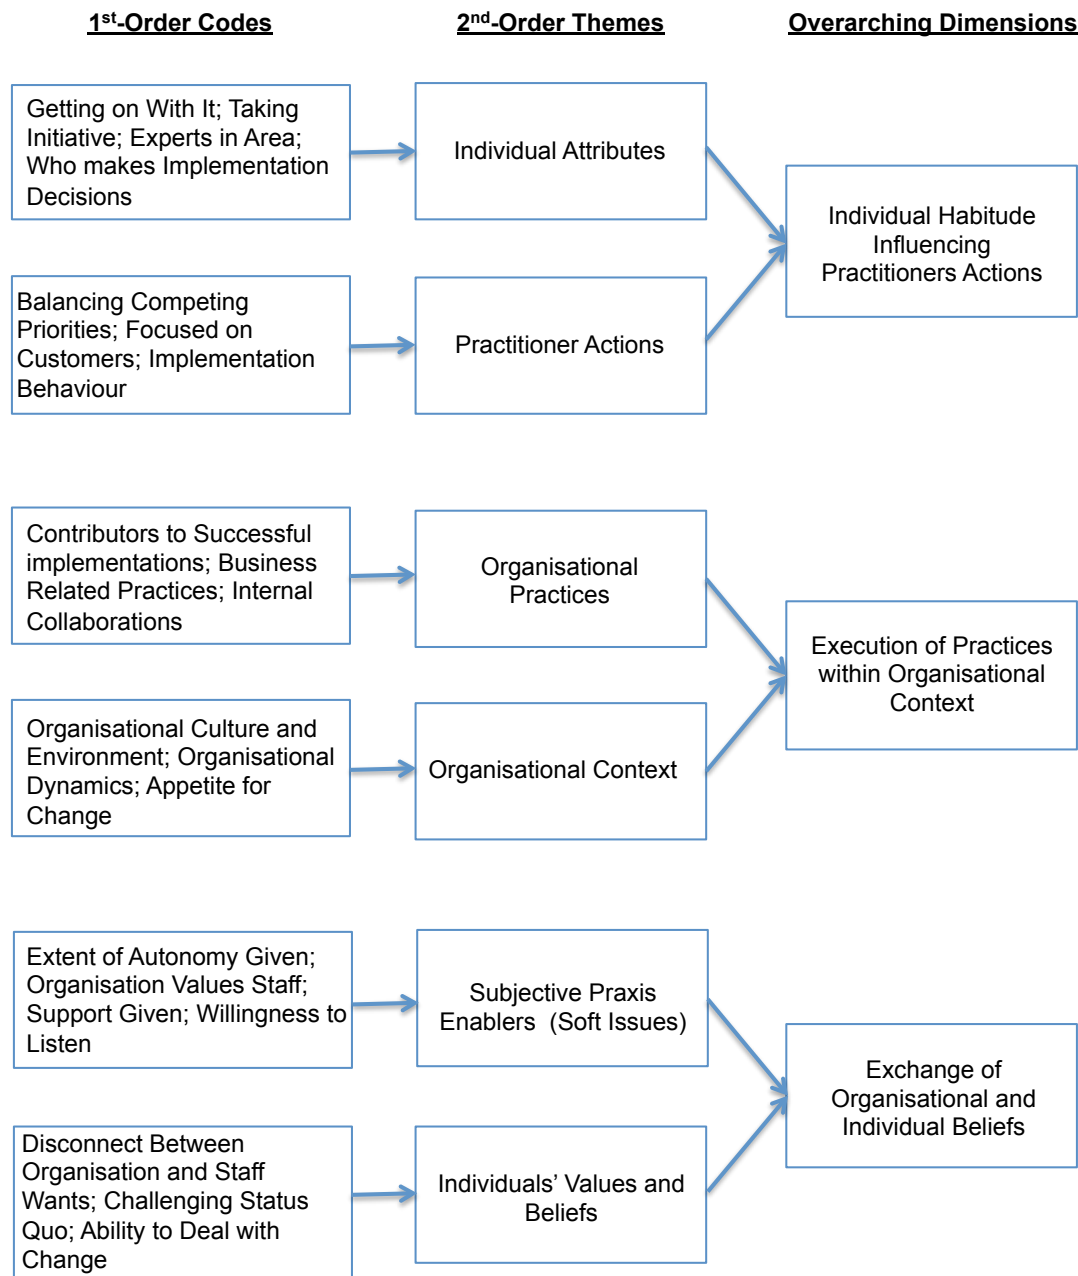 1st-Order Codes
2nd-Order Themes
Overarching Dimensions
Getting on With It; Taking
Initiative; Experts in Area;
Who makes Implementation
Decisions
Individual Attributes
Individual Habitude
Influencing
Practitioners Actions
Balancing Competing
Priorities; Focused on
Customers; Implementation
Behaviour
Practitioner Actions
Contributors to Successful
implementations; Business
Related Practices; Internal
Collaborations
Organisational
Practices
Execution of Practices
within Organisational
Context
Organisational Culture and
Environment; Organisational
Dynamics; Appetite for
Change
Organisational Context
Extent of Autonomy Given;
Organisation Values Staff;
Support Given; Willingness to
Listen
Subjective Praxis
Enablers  (Soft Issues)
Exchange of
Organisational and
Individual Beliefs
Disconnect Between
Organisation and Staff
Wants; Challenging Status
Quo; Ability to Deal with
Change
Individuals’ Values and
Beliefs